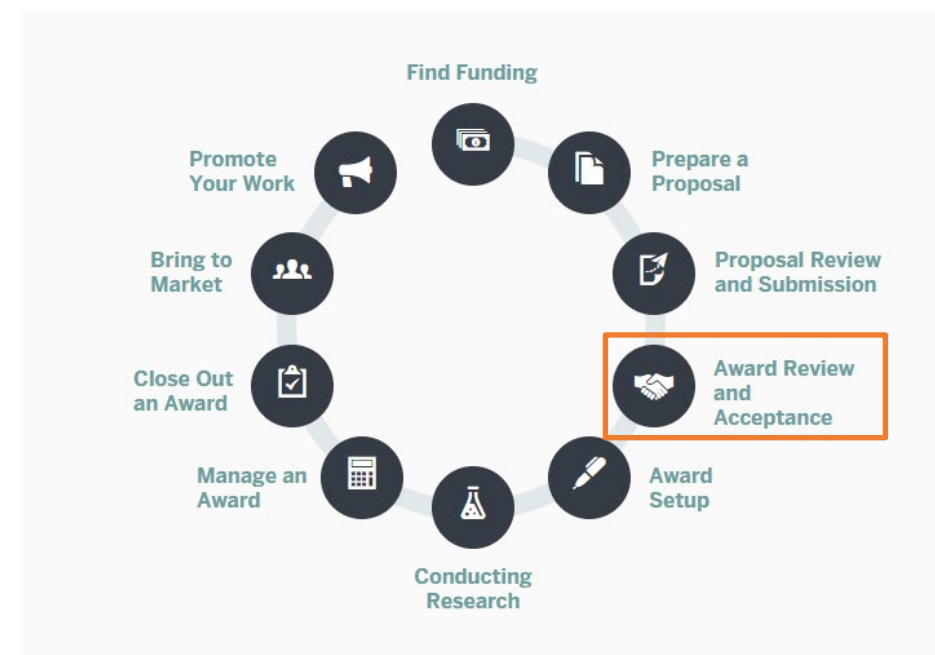 Find Funding
Prepare a
Proposal
Proposal Review
and Submission
Award Review
and
Acceptance
Award
Setup
Conducting
Research
Manage an
Award
Close Out
an Award
Bring to
Market
Promote
Your Work